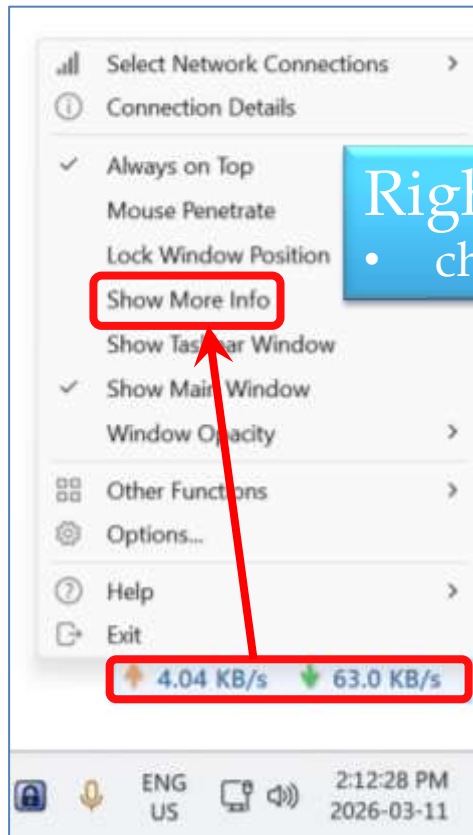 Select Network Connections
Connection Details
Always on Top
Mouse Penetrate
Lock Window Position
Show More Info
Show Taskbar Window
Show Main Window
Window Opacity
Other Functions
Options...
Help
Exit
Righ
• ch
4.04 KB/s 63.0 KB/s
ENG
US
2:12:28 PM
2026-03-11